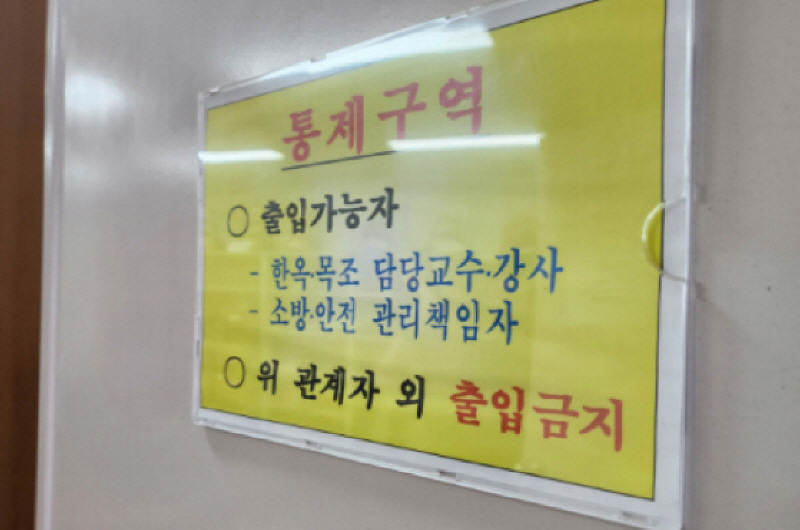 통제구역
○ 출입가능자
- 한옥·목조 담당교수·강사
- 소방·안전 관리책임자
○ 위 관계자 외 출입금지